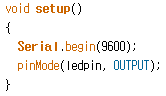 void setup()
{
  Serial.begin(9600);
  pinMode(ledpin, OUTPUT);
}